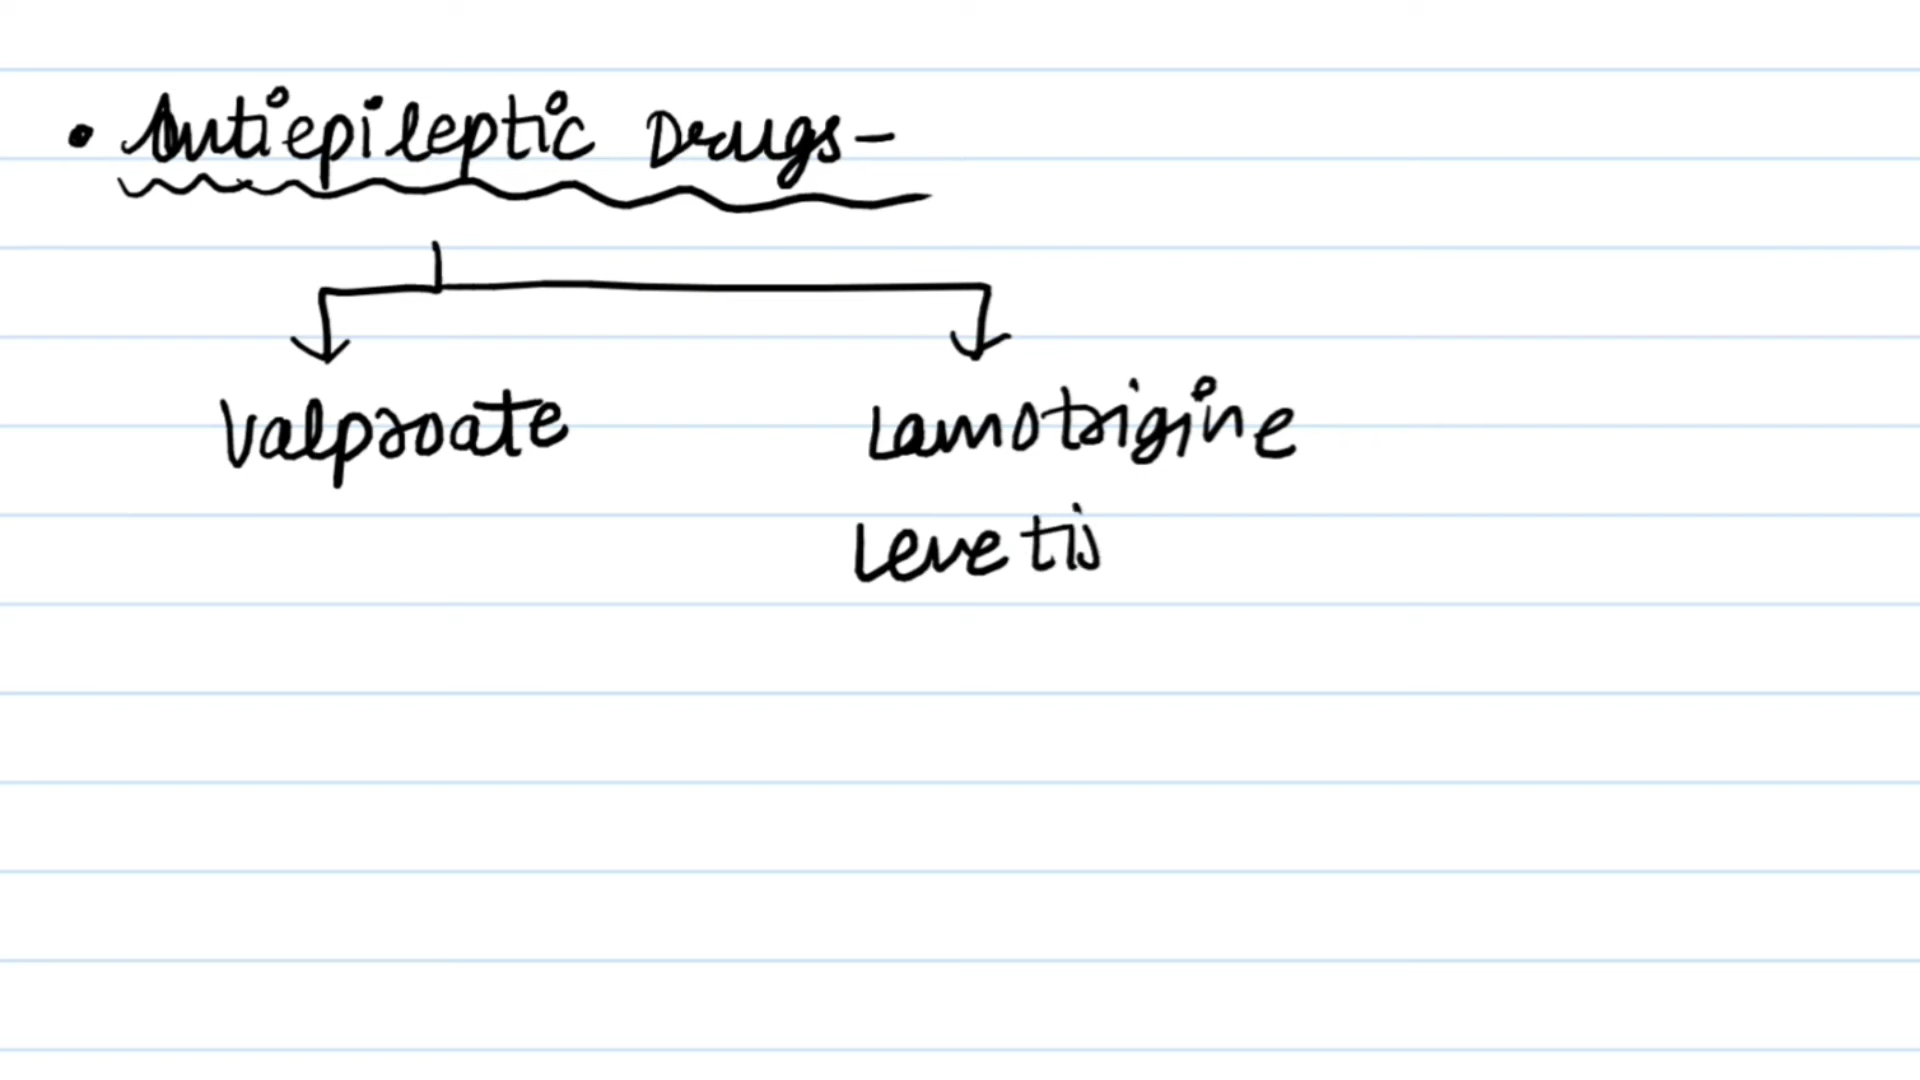 • Antiepileptic Drugs-
Valproate Lamotrigine
Leveti